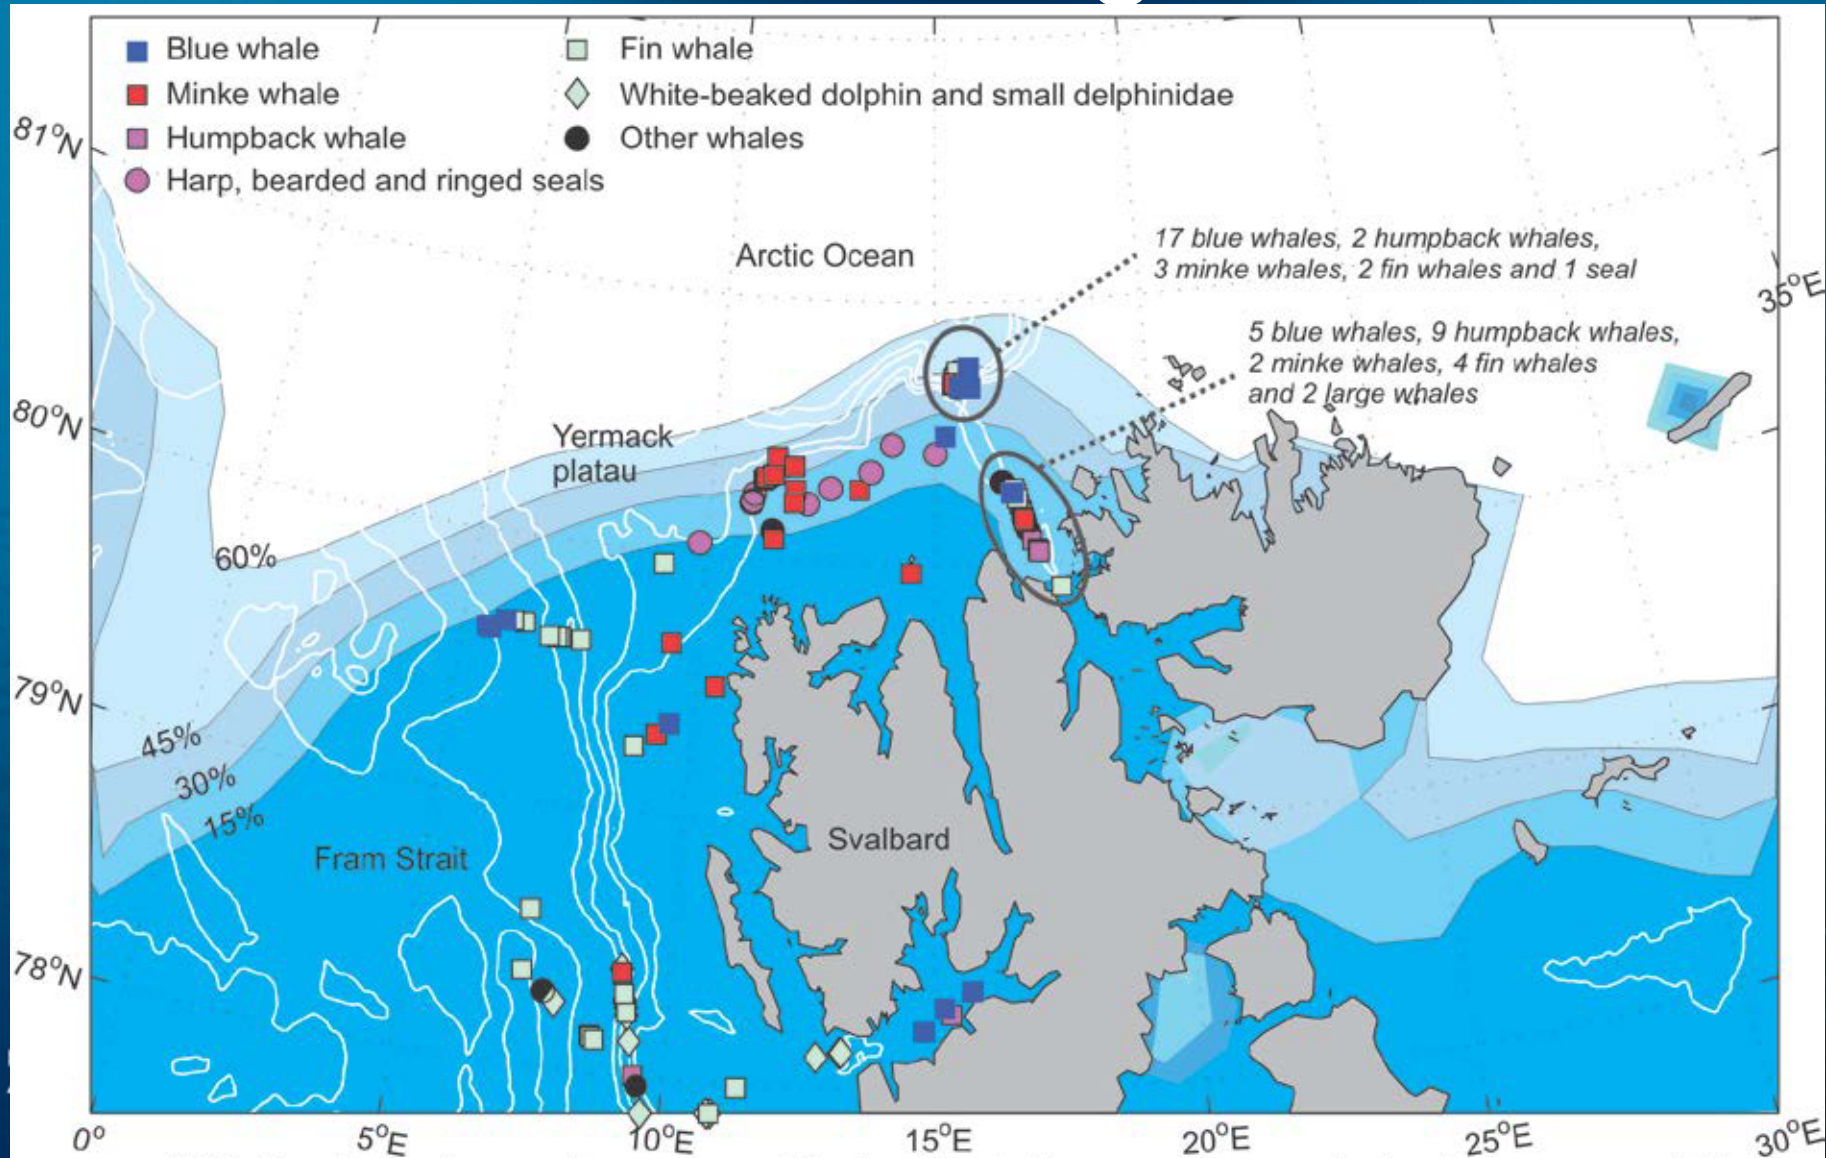 Blue whale
Minke whale
Humpback whale
Harp, bearded and ringed seals
Fin whale
White-beaked dolphin and small delphinidae
Other whales
81°N
80°N
79°N
78°N
Arctic Ocean
17 blue whales, 2 humpback whales,
3 minke whales, 2 fin whales and 1 seal
35°E
5 blue whales, 9 humpback whales,
2 minke whales, 4 fin whales
and 2 large whales
Yermack
platau
60%
45%
30%
15%
Svalbard
Fram Strait
0°
5°E
10°E
15°E
20°E
25°E
30°E